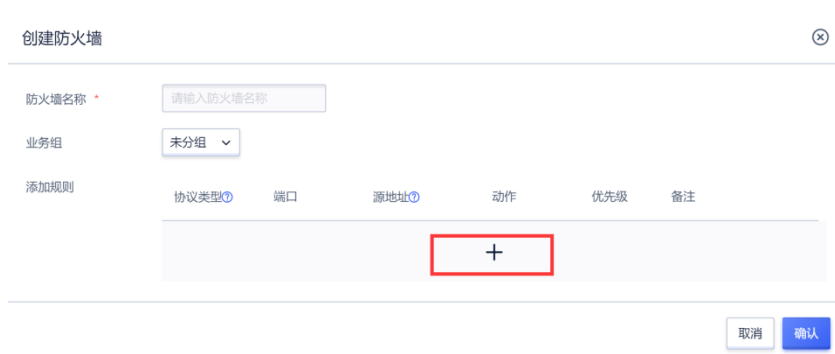 创建防火墙
防火墙名称 *
请输入防火墙名称
业务组
未分组
添加规则
协议类型 端口 源地址 动作 优先级 备注
取消 确认